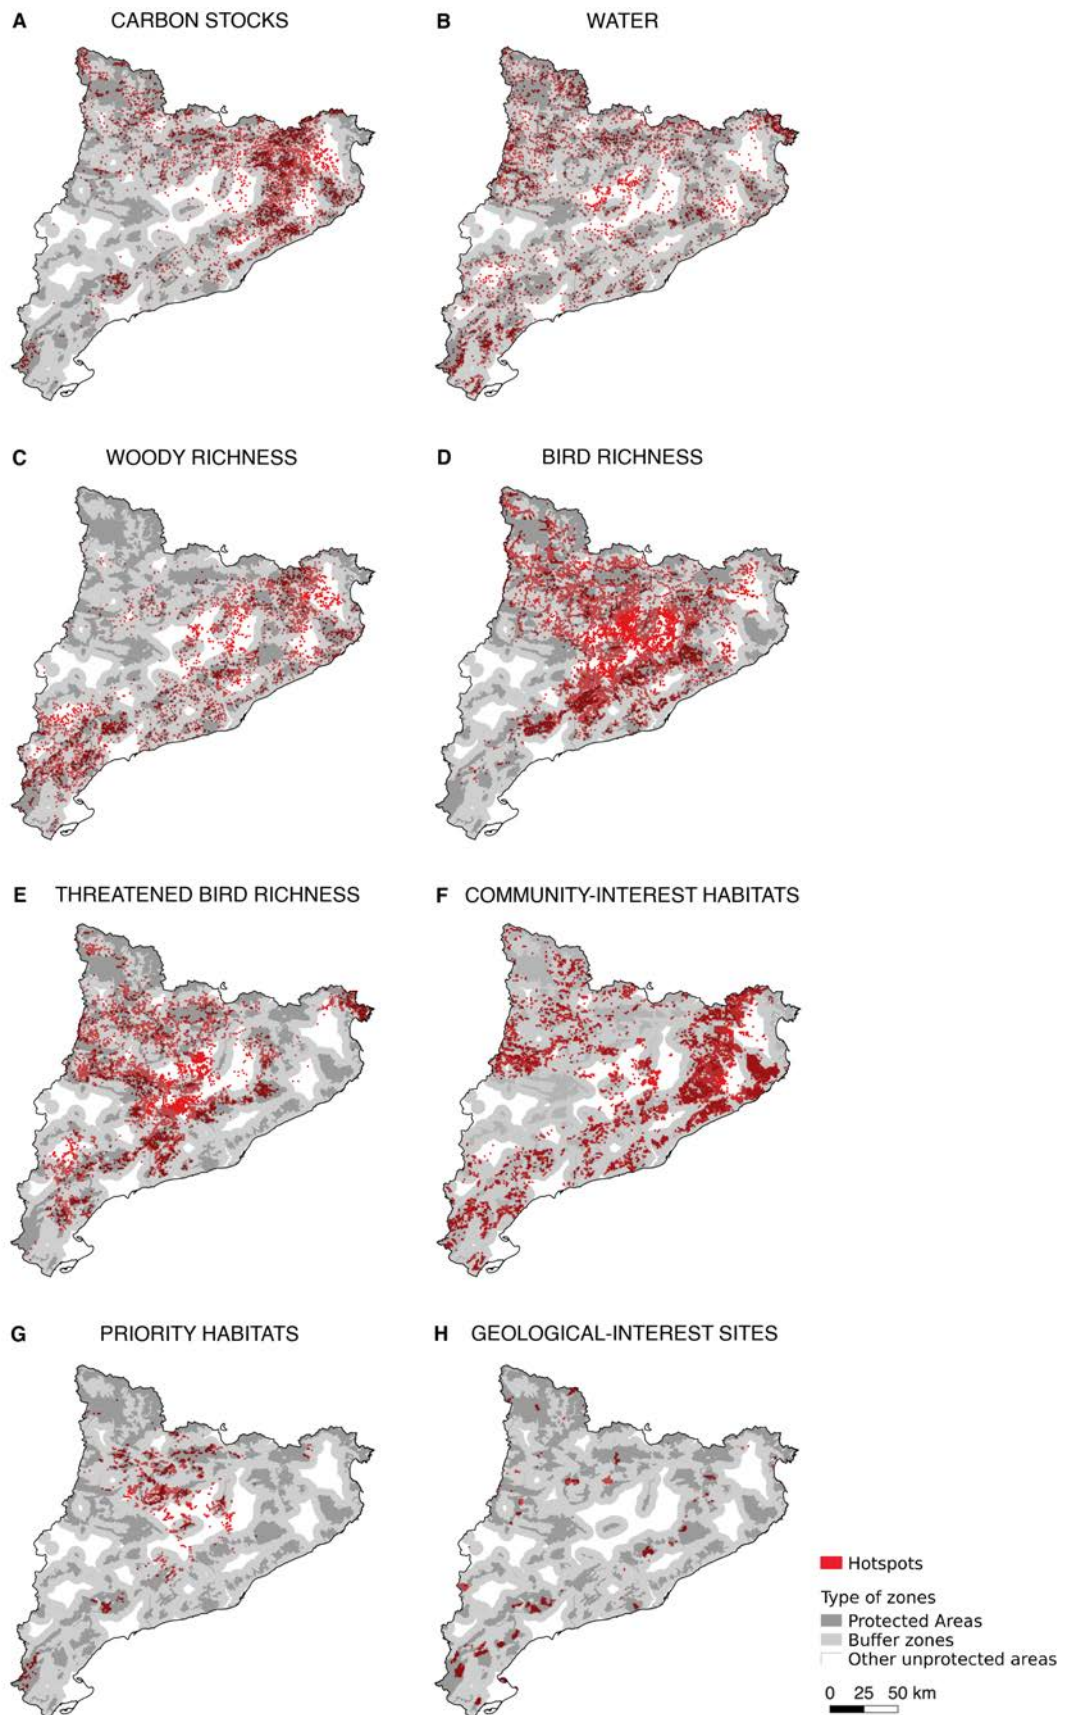 A CARBON STOCKS
B WATER
C WOODY RICHNESS
D BIRD RICHNESS
E THREATENED BIRD RICHNESS
F COMMUNITY-INTEREST HABITATS
G PRIORITY HABITATS
H GEOLOGICAL-INTEREST SITES
Hotspots
Type of zones
Protected Areas
Buffer zones
Other unprotected areas
0 25 50 km